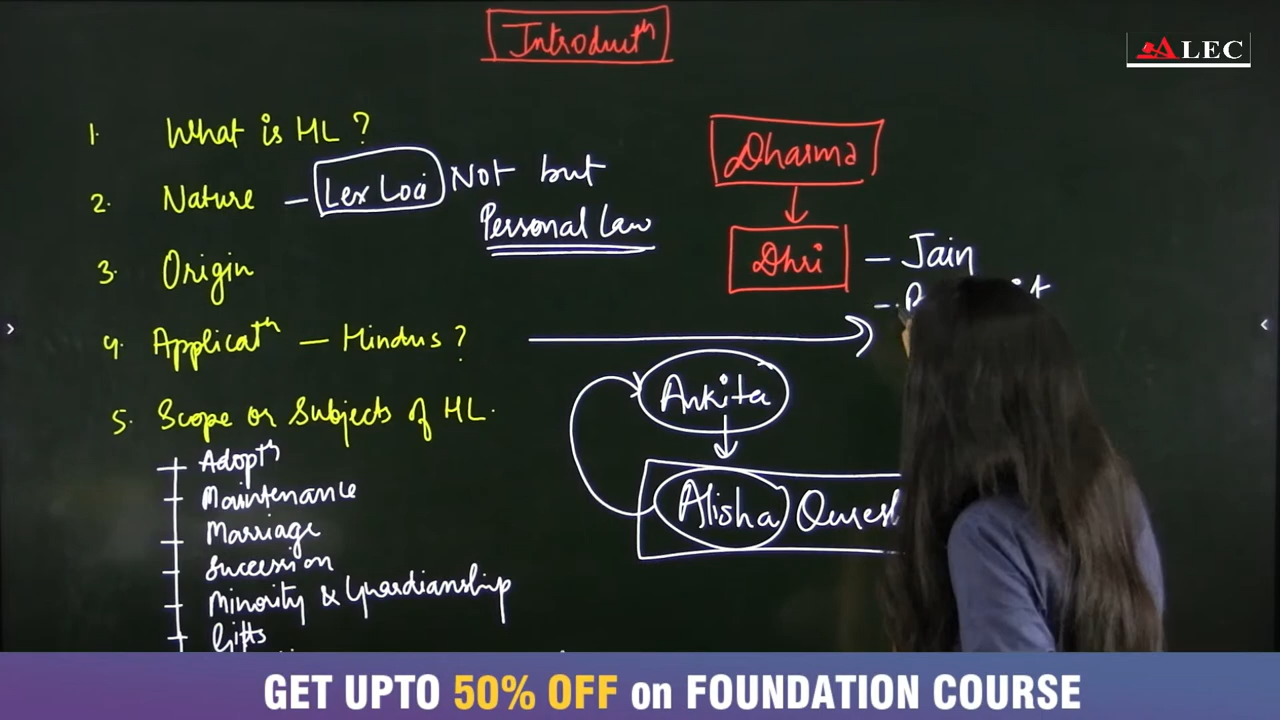 Introductn
ALEC
1. What is HL?
2. Nature — Lex Loci Not but
Personal Law
3. Origin
4. Applicatn — Hindus?
5. Scope or Subjects of HL.
Adoptn
Maintenance
Marriage
Succession
Minority & Guardianship
Gifts
Dharma
Dhri — Jain
Ankita
Alisha
GET UPTO 50% OFF on FOUNDATION COURSE